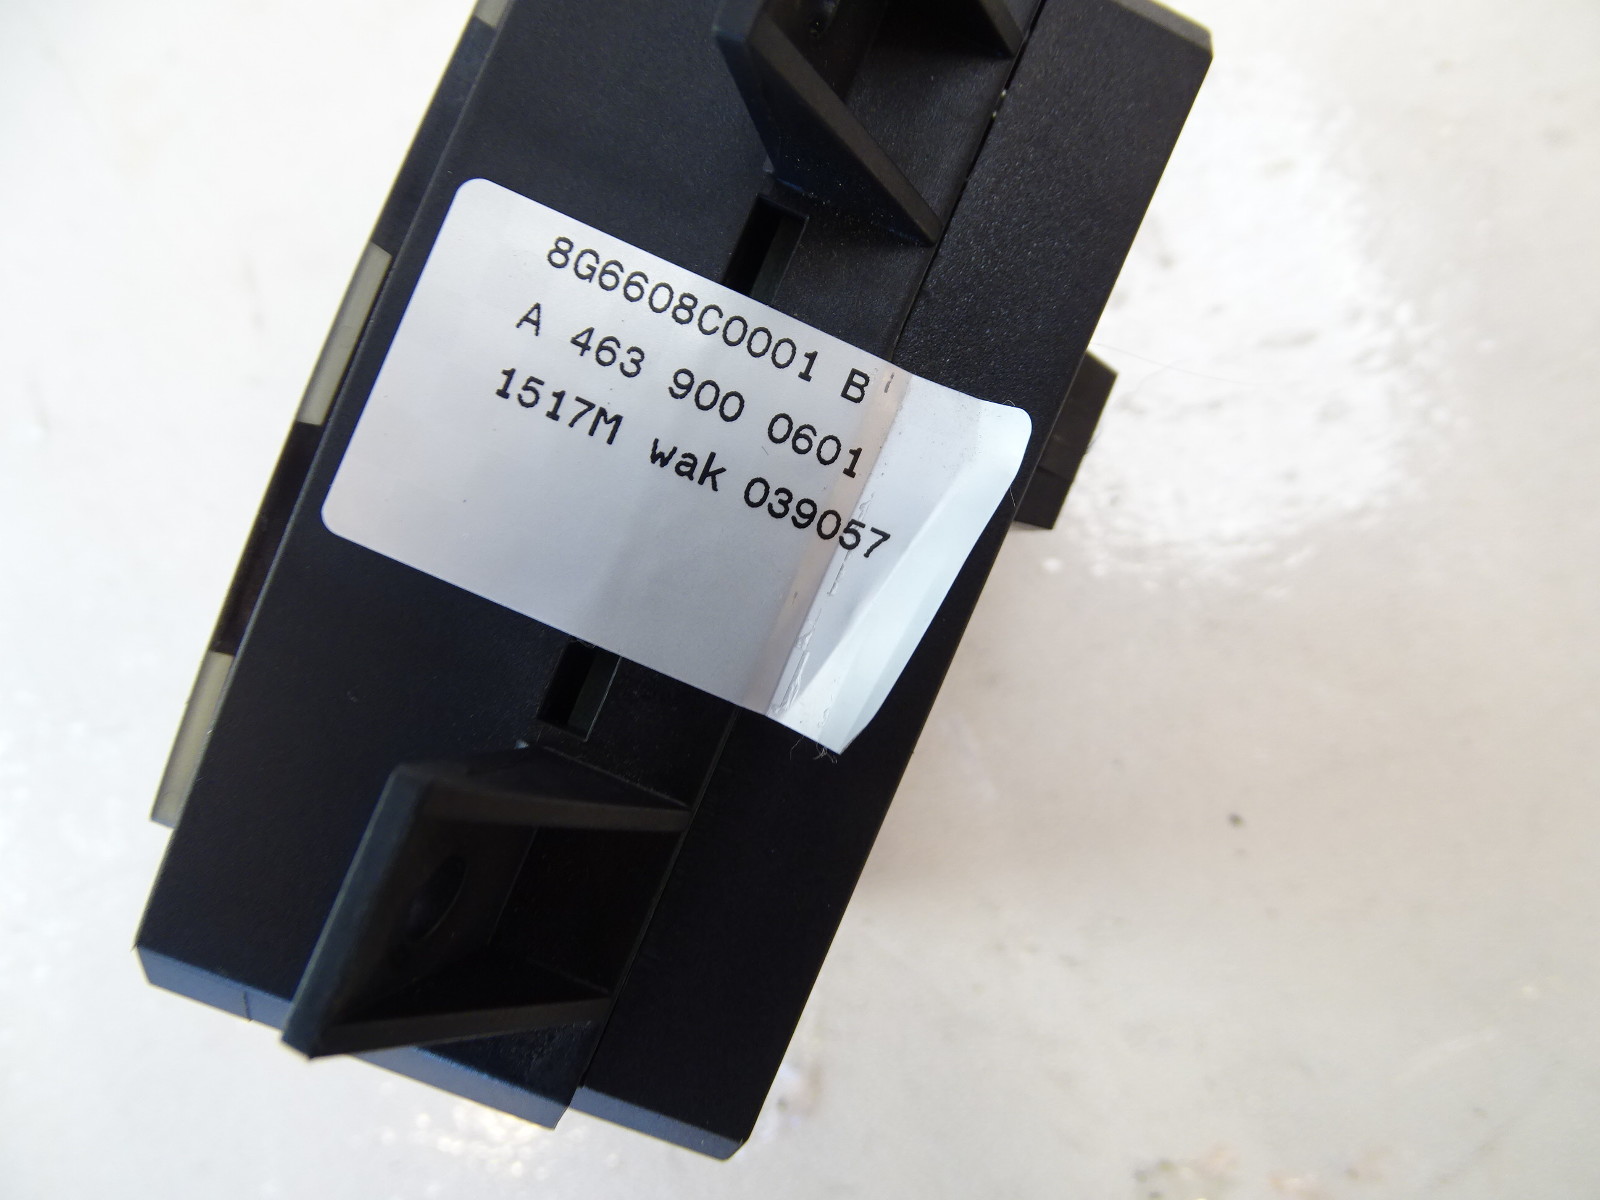 8G6608C0001 B
A 463 900 0601
1517M wak 039057